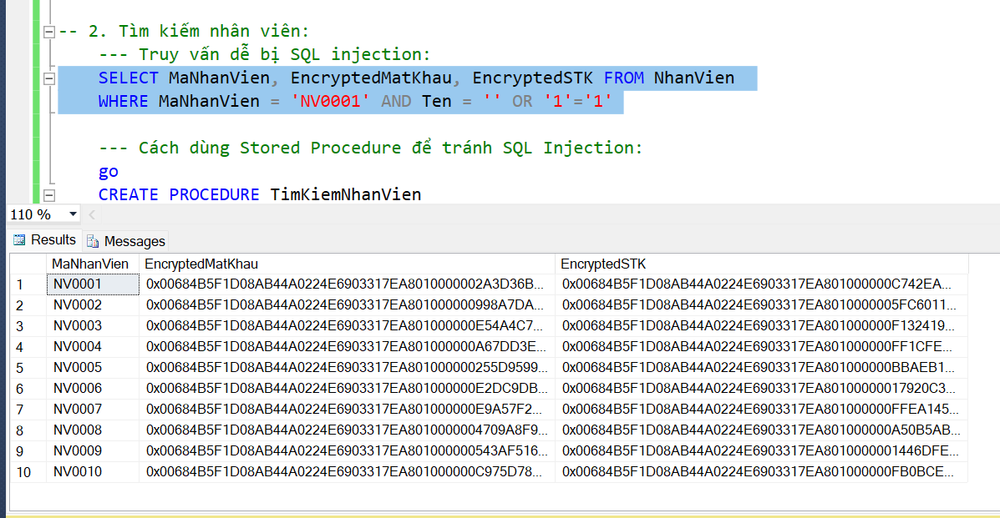 -- 2. Tìm kiếm nhân viên:
--- Truy vấn dễ bị SQL injection:
SELECT MaNhanVien, EncryptedMatKhau, EncryptedSTK FROM NhanVien
WHERE MaNhanVien = 'NV0001' AND Ten = '' OR '1'='1'
--- Cách dùng Stored Procedure để tránh SQL Injection:
go
CREATE PROCEDURE TimKiemNhanVien
110 %
Results Messages
MaNhanVien EncryptedMatKhau EncryptedSTK
1 NV0001 0x00684B5F1D08AB44A0224E6903317EA8010000002A3D36B... 0x00684B5F1D08AB44A0224E6903317EA801000000C742EA...
2 NV0002 0x00684B5F1D08AB44A0224E6903317EA801000000998A7DA... 0x00684B5F1D08AB44A0224E6903317EA8010000005FC6011...
3 NV0003 0x00684B5F1D08AB44A0224E6903317EA801000000E54A4C7... 0x00684B5F1D08AB44A0224E6903317EA801000000F132419...
4 NV0004 0x00684B5F1D08AB44A0224E6903317EA801000000A67DD3E... 0x00684B5F1D08AB44A0224E6903317EA801000000FF1CFE...
5 NV0005 0x00684B5F1D08AB44A0224E6903317EA801000000255D9599... 0x00684B5F1D08AB44A0224E6903317EA801000000BBAEB1...
6 NV0006 0x00684B5F1D08AB44A0224E6903317EA801000000E2DC9DB... 0x00684B5F1D08AB44A0224E6903317EA80100000017920C3...
7 NV0007 0x00684B5F1D08AB44A0224E6903317EA801000000E9A57F2... 0x00684B5F1D08AB44A0224E6903317EA801000000FFEA145...
8 NV0008 0x00684B5F1D08AB44A0224E6903317EA8010000004709A8F9... 0x00684B5F1D08AB44A0224E6903317EA801000000A50B5AB...
9 NV0009 0x00684B5F1D08AB44A0224E6903317EA801000000543AF516... 0x00684B5F1D08AB44A0224E6903317EA8010000001446DFE...
10 NV0010 0x00684B5F1D08AB44A0224E6903317EA801000000C975D78... 0x00684B5F1D08AB44A0224E6903317EA801000000FB0BCE...